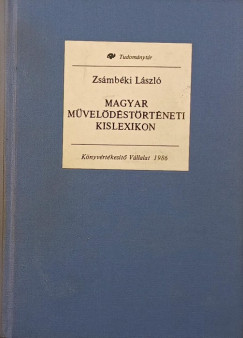 Tudománytár
Zsámbéki László
MAGYAR
MŰVELŐDÉSTÖRTÉNETI
KISLEXIKON
Könyvértékesítő Vállalat 1986